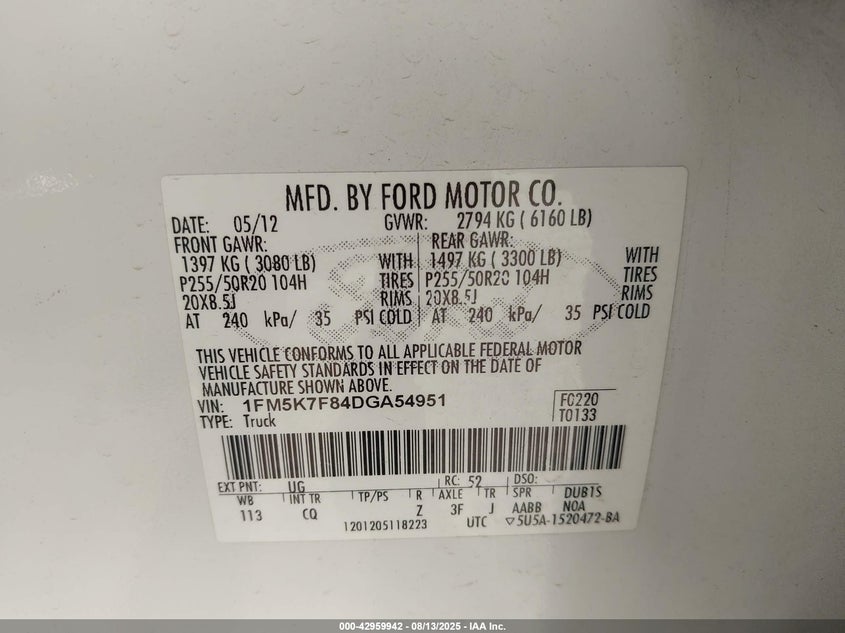 MFD. BY FORD MOTOR CO.
DATE: 05/12 GVWR: 2794 KG ( 6160 LB)
FRONT GAWR: REAR GAWR:
1397 KG ( 3080 LB) WITH 1497 KG ( 3300 LB) WITH
P255/50R20 104H TIRES P255/50R20 104H TIRES
20X8.5J RIMS 20X8.5J RIMS
AT 240 kPa/ 35 PSI COLD AT 240 kPa/ 35 PSI COLD
THIS VEHICLE CONFORMS TO ALL APPLICABLE FEDERAL MOTOR
VEHICLE SAFETY STANDARDS IN EFFECT ON THE DATE OF
MANUFACTURE SHOWN ABOVE.
VIN: 1FM5K7F84DGA54951 FC220
TYPE: Truck T0133
EXT PNT: UG RC: 52 DSO:
WB INT TR TP/PS R AXLE TR SPR DUB1S
113 CQ Z 3F J AABB NOA
1201205118223 UTC ▽5U5A-1520472-BA
000-42959942 - 08/13/2025 - IAA Inc.